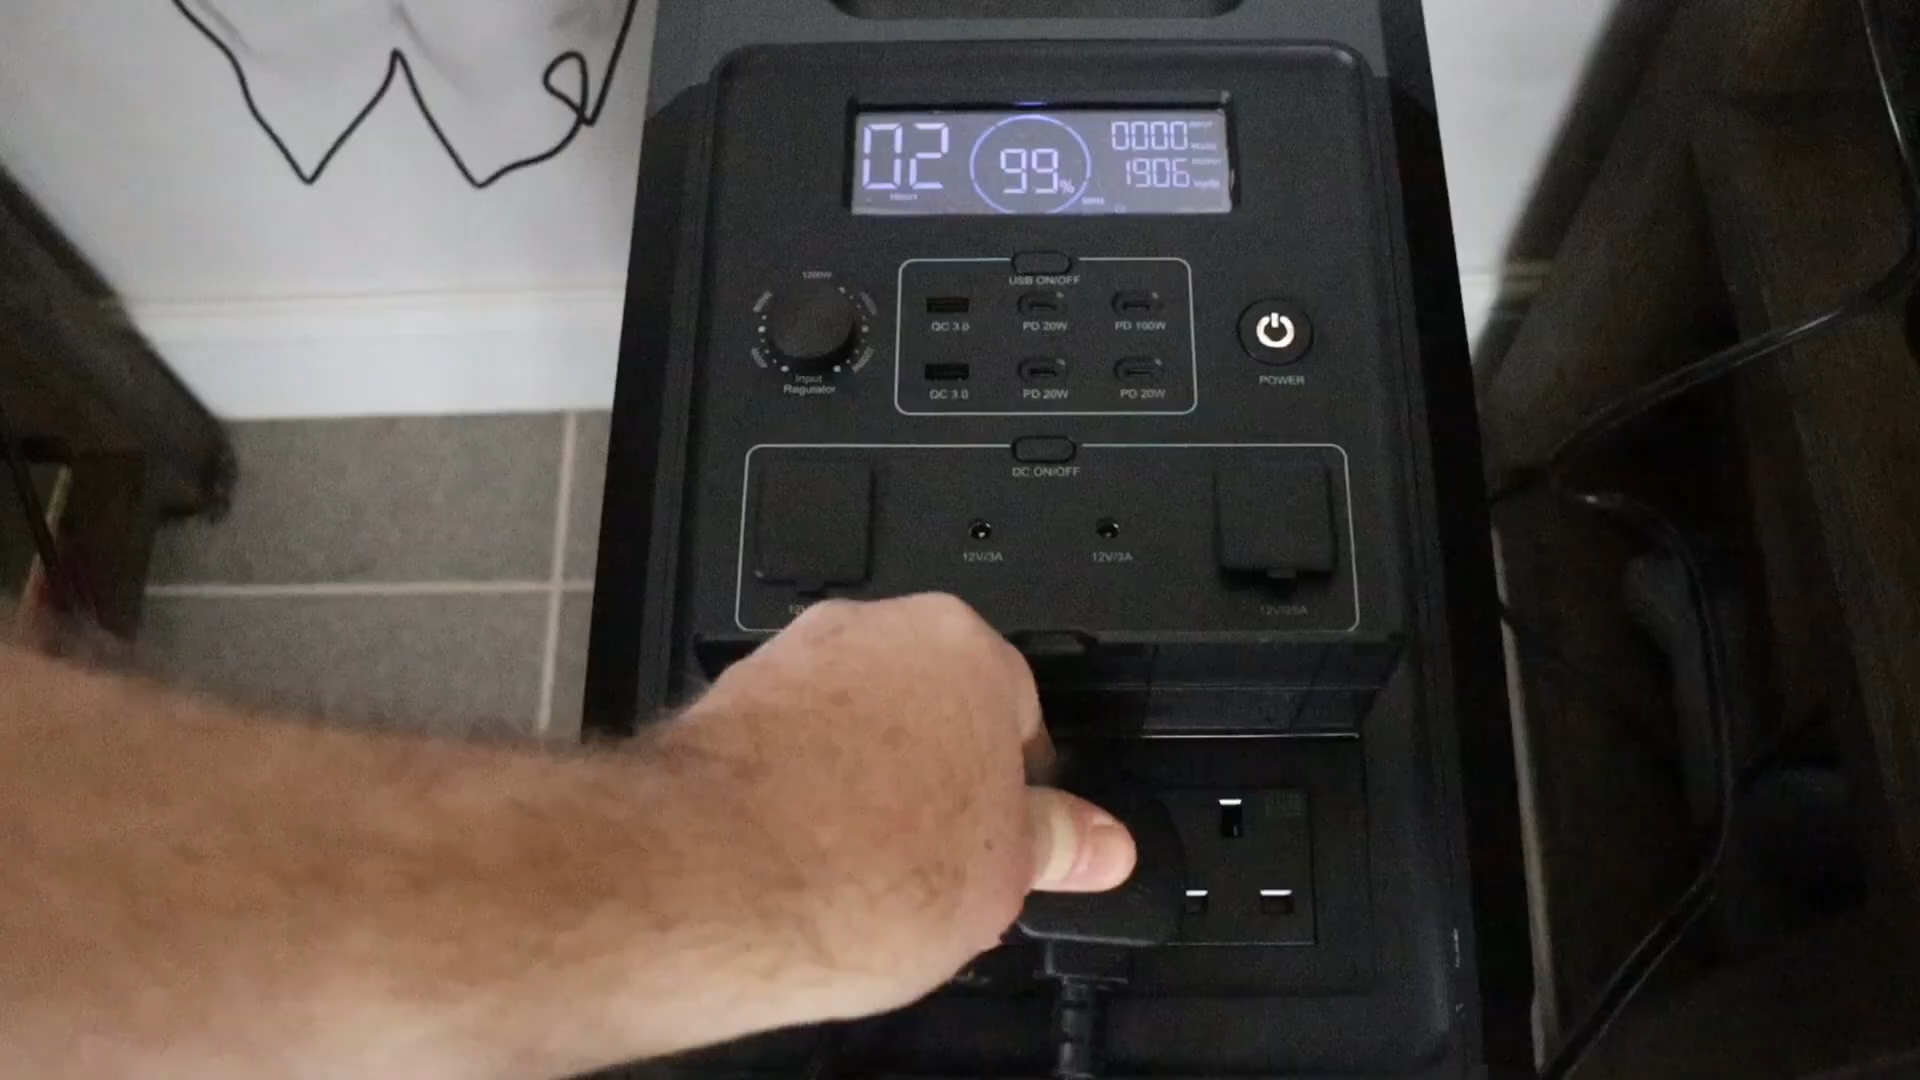 02
99%
0000
1906
1200W
Input
Regulator
USB ON/OFF
QC 3.0
PD 20W
PD 100W
QC 3.0
PD 20W
PD 20W
POWER
DC ON/OFF
12V/3A
12V/3A
12V/25A